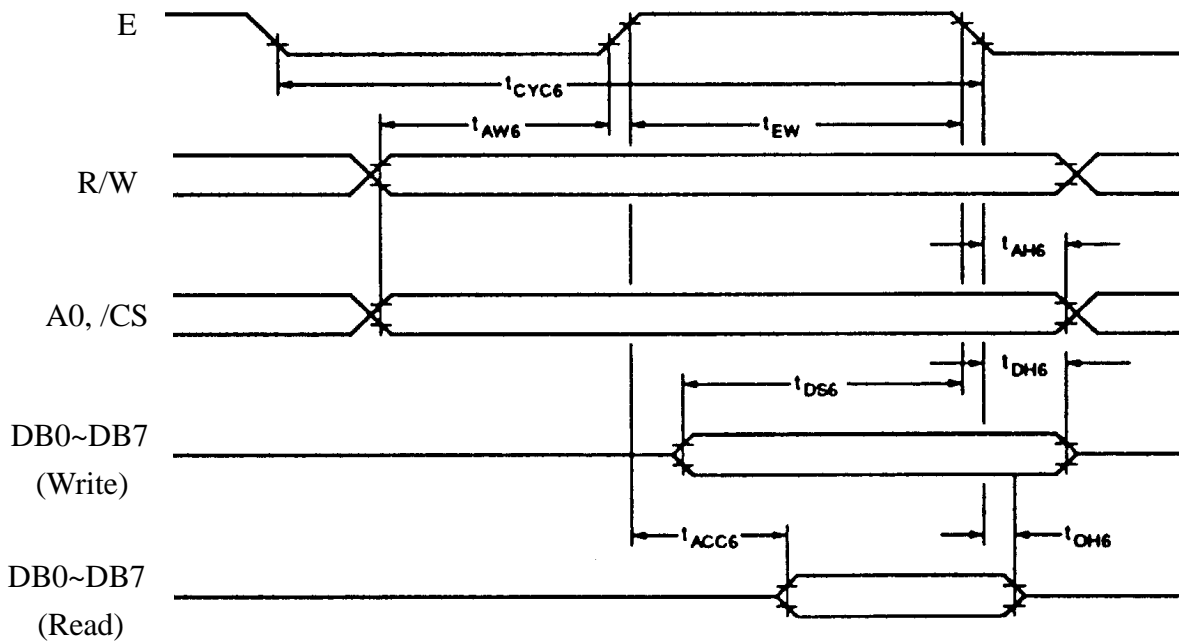 E
tCYC6
tAW6
tEW
R/W
tAH6
A0, /CS
tDH6
tDS6
DB0~DB7
(Write)
tACC6
tOH6
DB0~DB7
(Read)